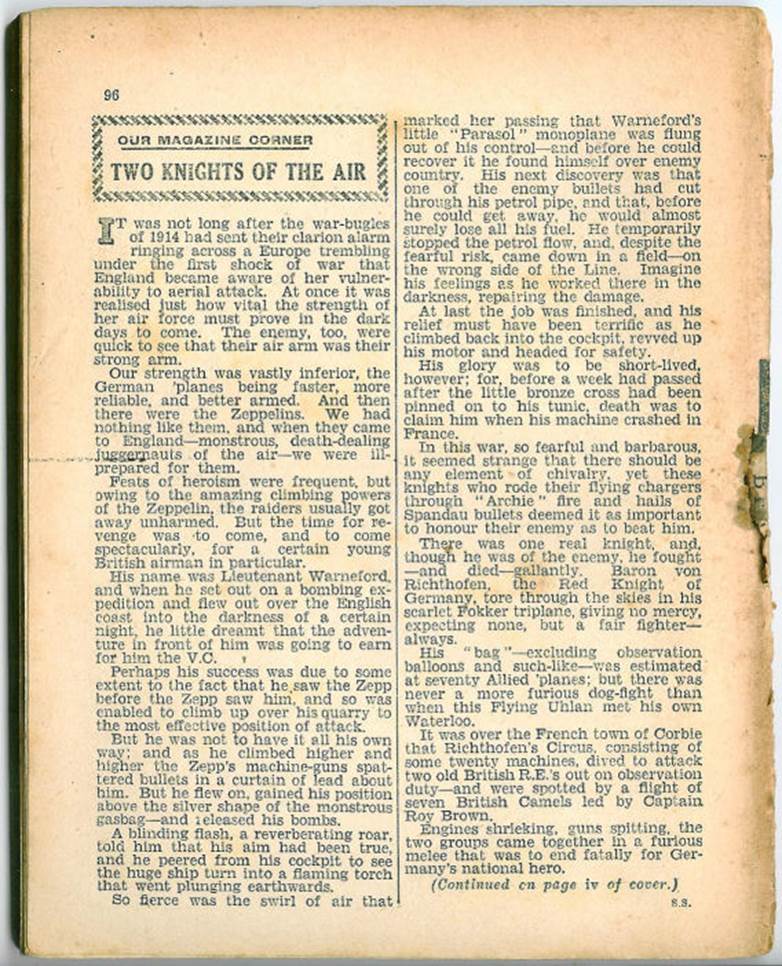 96
OUR MAGAZINE CORNER
TWO KNIGHTS OF THE AIR
IT was not long after the war-bugles
of 1914 had sent their clarion alarm
ringing across a Europe trembling
under the first shock of war that
England became aware of her vulner-
ability to aerial attack. At once it was
realised just how vital the strength of
her air force must prove in the dark
days to come. The enemy, too, were
quick to see that their air arm was their
strong arm.
Our strength was vastly inferior, the
German 'planes being faster, more
reliable, and better armed. And then
there were the Zeppelins. We had
nothing like them, and when they came
to England—monstrous, death-dealing
juggernauts of the air—we were ill-
prepared for them.
Feats of heroism were frequent, but
owing to the amazing climbing powers
of the Zeppelin, the raiders usually got
away unharmed. But the time for re-
venge was to come, and to come
spectacularly, for a certain young
British airman in particular.
His name was Lieutenant Warneford,
and when he set out on a bombing ex-
pedition and flew out over the English
coast into the darkness of a certain
night, he little dreamt that the adven-
ture in front of him was going to earn
for him the V.C.
Perhaps his success was due to some
extent to the fact that he saw the Zepp
before the Zepp saw him, and so was
enabled to climb up over his quarry to
the most effective position of attack.
But he was not to have it all his own
way; and as he climbed higher and
higher the Zepp's machine-guns spat-
tered bullets in a curtain of lead about
him. But he flew on, gained his position
above the silver shape of the monstrous
gasbag—and released his bombs.
A blinding flash, a reverberating roar,
told him that his aim had been true,
and he peered from his cockpit to see
the huge ship turn into a flaming torch
that went plunging earthwards.
So fierce was the swirl of air that
marked her passing that Warneford's
little "Parasol" monoplane was flung
out of his control—and before he could
recover it he found himself over enemy
country. His next discovery was that
one of the enemy bullets had cut
through his petrol pipe, and that, before
he could get away, he would almost
surely lose all his fuel. He temporarily
stopped the petrol flow, and, despite the
fearful risk, came down in a field—on
the wrong side of the Line. Imagine
his feelings as he worked there in the
darkness, repairing the damage.
At last the job was finished, and his
relief must have been terrific as he
climbed back into the cockpit, revved up
his motor and headed for safety.
His glory was to be short-lived,
however; for, before a week had passed
after the little bronze cross had been
pinned on to his tunic, death was to
claim him when his machine crashed in
France.
In this war, so fearful and barbarous,
it seemed strange that there should be
any element of chivalry, yet these
knights who rode their flying chargers
through "Archie" fire and hails of
Spandau bullets deemed it as important
to honour their enemy as to beat him.
There was one real knight, and,
though he was of the enemy, he fought
—and died—gallantly. Baron von
Richthofen, the Red Knight of
Germany, tore through the skies in his
scarlet Fokker triplane, giving no mercy,
expecting none, but a fair fighter—
always.
His "bag"—excluding observation
balloons and such-like—was estimated
at seventy Allied 'planes; but there was
never a more furious dog-fight than
when this Flying Uhlan met his own
Waterloo.
It was over the French town of Corbie
that Richthofen's Circus, consisting of
some twenty machines, dived to attack
two old British R.E.'s out on observation
duty—and were spotted by a flight of
seven British Camels led by Captain
Roy Brown.
Engines shrieking, guns spitting, the
two groups came together in a furious
melee that was to end fatally for Ger-
many's national hero.
(Continued on page iv of cover.)
S.S.